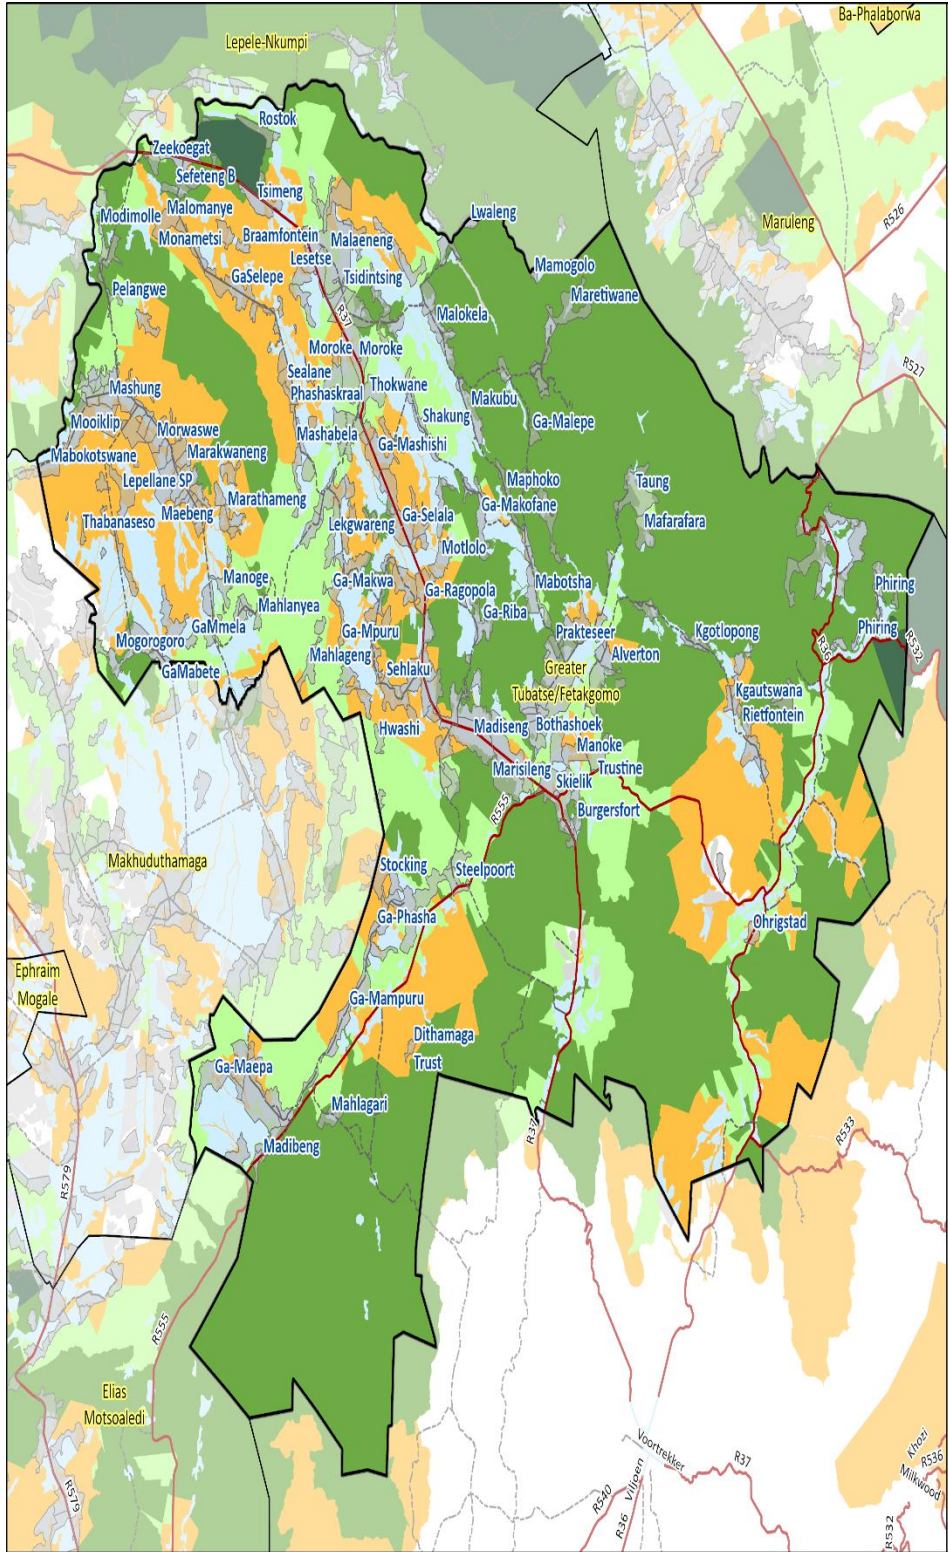 Ba-Phalaborwa
Lepele-Nkumpi
Rostok
Zeekoegat
Sefeteng B
Tsimeng
Maruleng
R526
Malomanye
Modimolle
Lwaleng
Monametsi
Braamfontein
Malaeneng
Lesetse
GaSelepe
Tsidintsing
Mamogolo
Pelangwe
Maretiwane
R37
Malokela
Moroke
Moroke
R527
Sealane
Mashung
Phashaskraal
Thokwane
Makubu
Mooiklip
Shakung
Ga-Malepe
Morwaswe
Mashabela
Ga-Mashishi
Mabokotswane
Marakwaneng
Lepellane SP
Maphoko
Taung
Marathameng
Ga-Makofane
Maebeng
Ga-Selala
Thabanaseso
Lekgwareng
Mafarafara
Motlolo
Manoge
Ga-Makwa
Ga-Ragopola
Mabotsha
Phiring
Mahlanyea
Ga-Riba
GaMmela
Ga-Mpuru
Prakteseer
Kgotlopong
Phiring
R532
Mogorogoro
Mahlageng
Alverton
R36
GaMabete
Sehlaku
Greater
Tubatse/Fetakgomo
Kgautswana
Rietfontein
Hwashi
Madiseng
Bothashoek
Manoke
Marisileng
Trustine
Skielik
R555
Burgersfort
Makhuduthamaga
Stocking
Steelpoort
Ga-Phasha
Ohrigstad
Ephraim
Mogale
Ga-Mampuru
Dithamaga
Trust
Ga-Maepa
Mahlagari
R37
R533
Madibeng
R579
R555
Elias
Motsoaledi
Voortrekker
Khozi
R37
R536
Milkwood
R579
R540
Viljoen
R36
R532